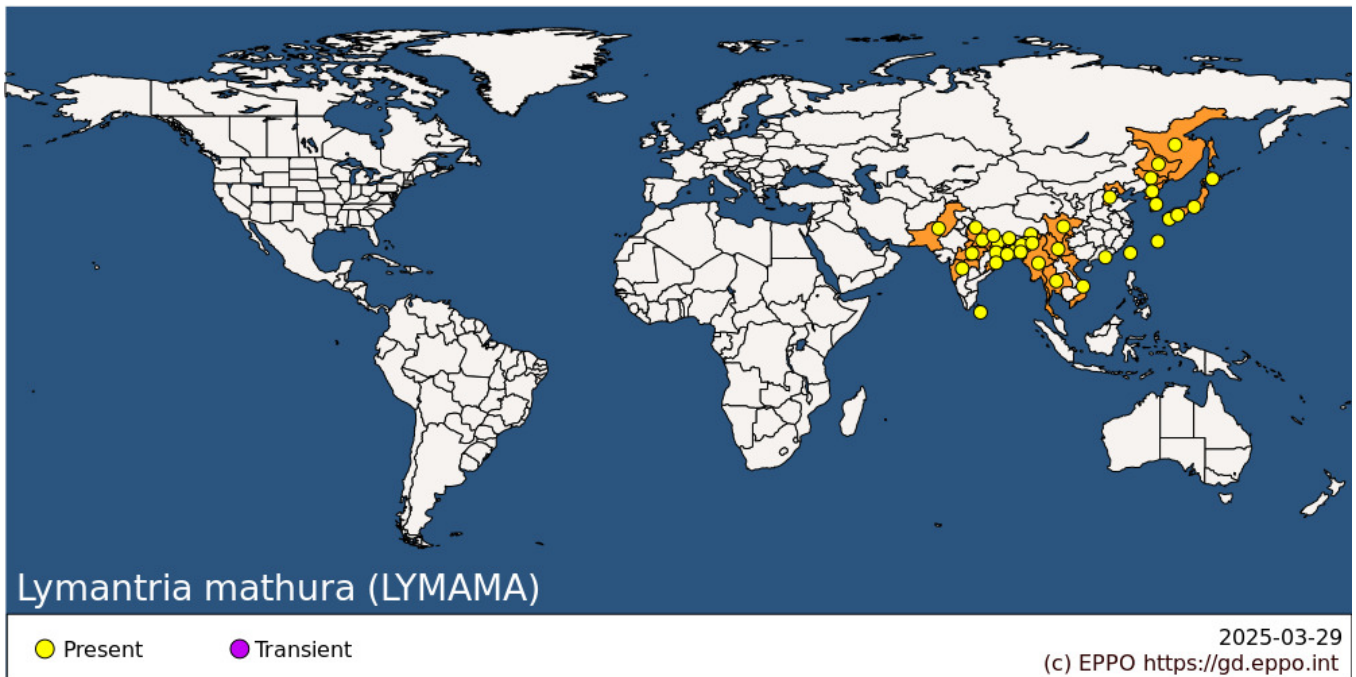 Lymantria mathura (LYMAMA)
Present
Transient
2025-03-29
(c) EPPO https://gd.eppo.int